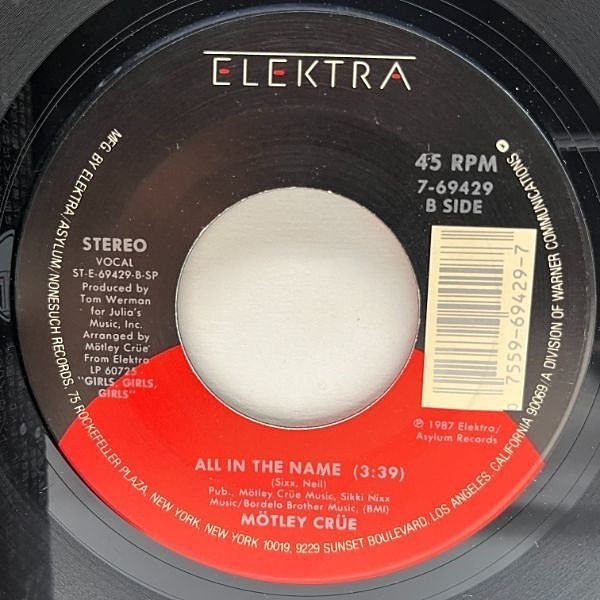 ELEKTRA
45 RPM
7-69429
B SIDE
STEREO
VOCAL
ST-E-69429-B-SP
Produced by
Tom Werman
for Julia's
Music, Inc.
Arranged by
Mötley Crüe
From Elektra
LP 60725
"GIRLS, GIRLS,
GIRLS"
0 7559-69429-7
℗ 1987 Elektra/
Asylum Records
ALL IN THE NAME (3:39)
(Sixx, Neil)
Pub., Mötley Crüe Music, Sikki Nixx
Music/Bordelo Brother Music, (BMI)
MÖTLEY CRÜE
MFG. BY ELEKTRA/ASYLUM/NONESUCH RECORDS, 75 ROCKEFELLER PLAZA, NEW YORK, NEW YORK 10019. 9229 SUNSET BOULEVARD, LOS ANGELES, CALIFORNIA 90069/A DIVISION OF WARNER COMMUNICATIONS